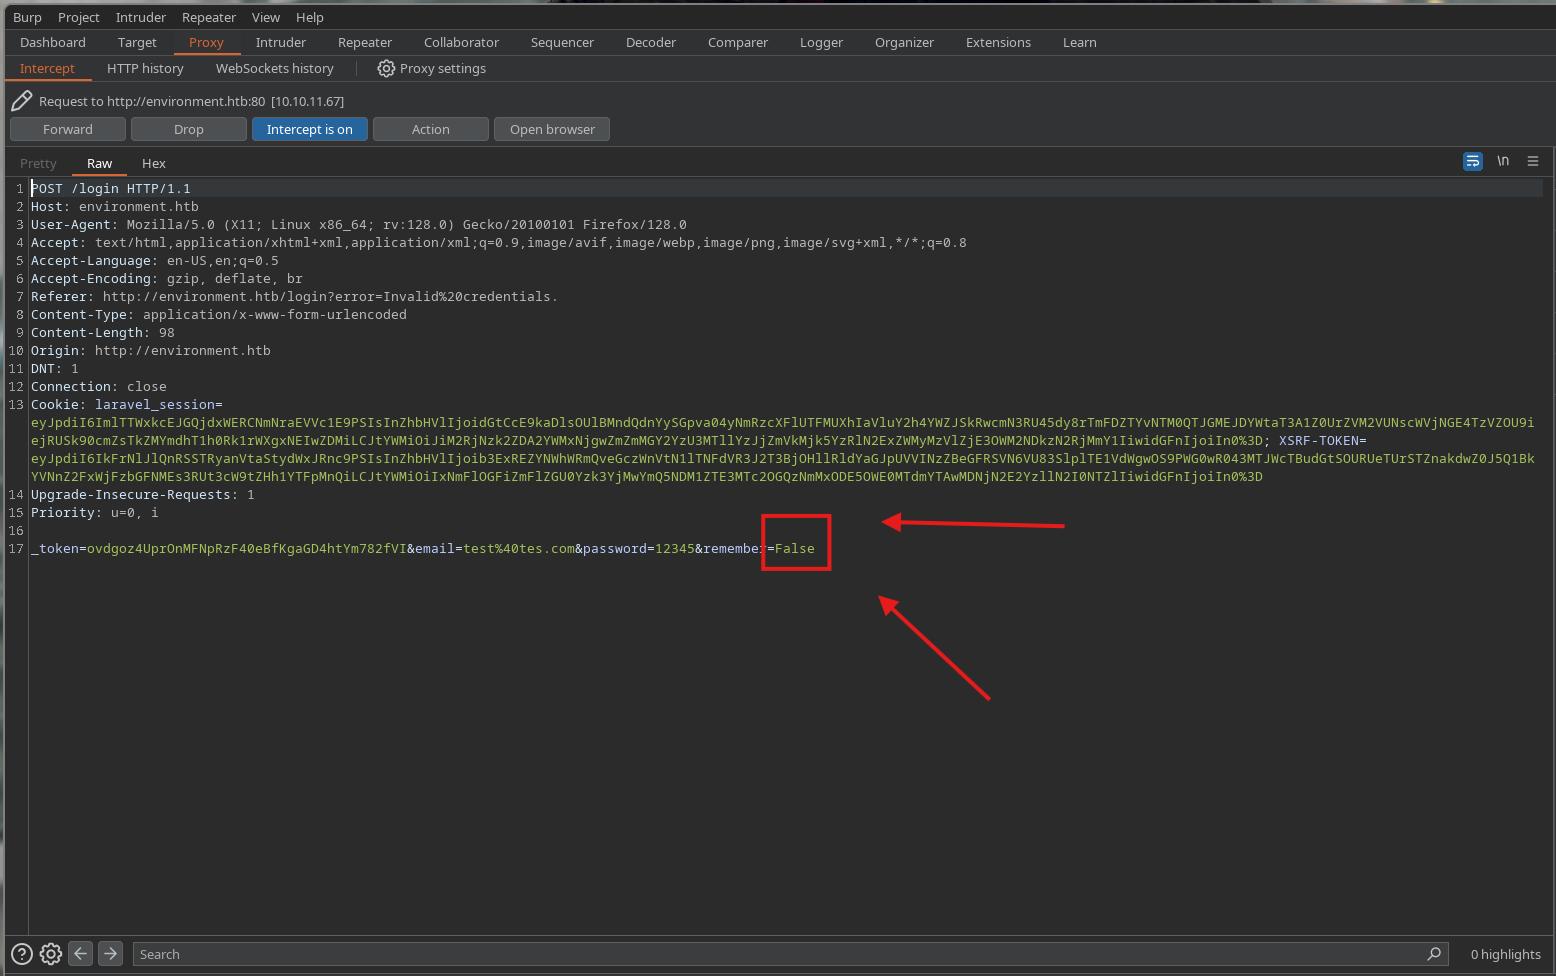 Burp Project Intruder Repeater View Help
Dashboard Target Proxy Intruder Repeater Collaborator Sequencer Decoder Comparer Logger Organizer Extensions Learn
Intercept HTTP history WebSockets history Proxy settings
Request to http://environment.htb:80 [10.10.11.67]
Forward Drop Intercept is on Action Open browser
Pretty Raw Hex \n
1 POST /login HTTP/1.1
2 Host: environment.htb
3 User-Agent: Mozilla/5.0 (X11; Linux x86_64; rv:128.0) Gecko/20100101 Firefox/128.0
4 Accept: text/html,application/xhtml+xml,application/xml;q=0.9,image/avif,image/webp,image/png,image/svg+xml,*/*;q=0.8
5 Accept-Language: en-US,en;q=0.5
6 Accept-Encoding: gzip, deflate, br
7 Referer: http://environment.htb/login?error=Invalid%20credentials.
8 Content-Type: application/x-www-form-urlencoded
9 Content-Length: 98
10 Origin: http://environment.htb
11 DNT: 1
12 Connection: close
13 Cookie: laravel_session=
; XSRF-TOKEN=
14 Upgrade-Insecure-Requests: 1
15 Priority: u=0, i
16
17 _token=ovdgoz4UprOnMFNpRzF40eBfKgaGD4htYm782fVI&email=test%40tes.com&password=12345&remember=False
Search 0 highlights